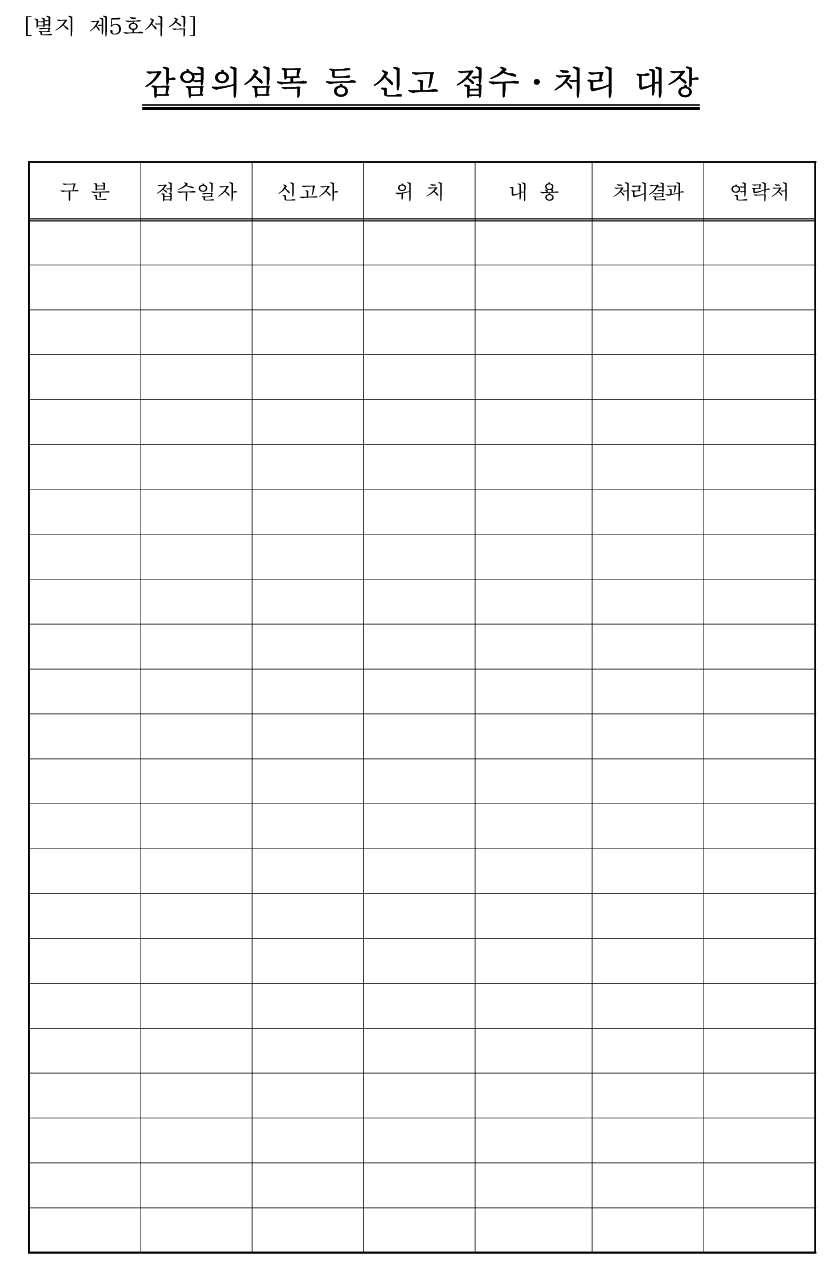 [별지 제5호서식]
감염의심목 등 신고 접수·처리 대장
구 분 접수일자 신고자 위 치 내 용 처리결과 연락처